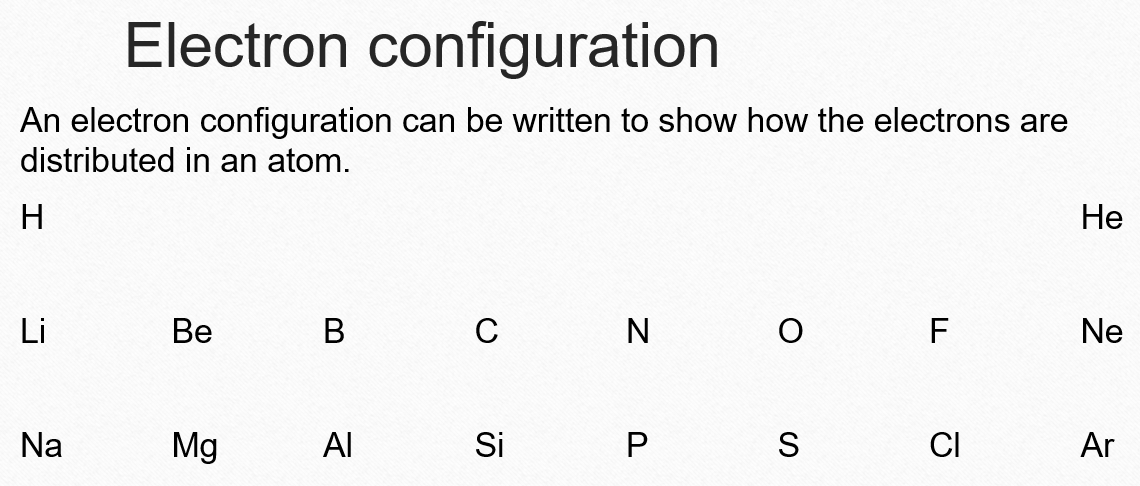 Electron configuration
An electron configuration can be written to show how the electrons are
distributed in an atom.
H He
Li Be B C N O F Ne
Na Mg Al Si P S Cl Ar